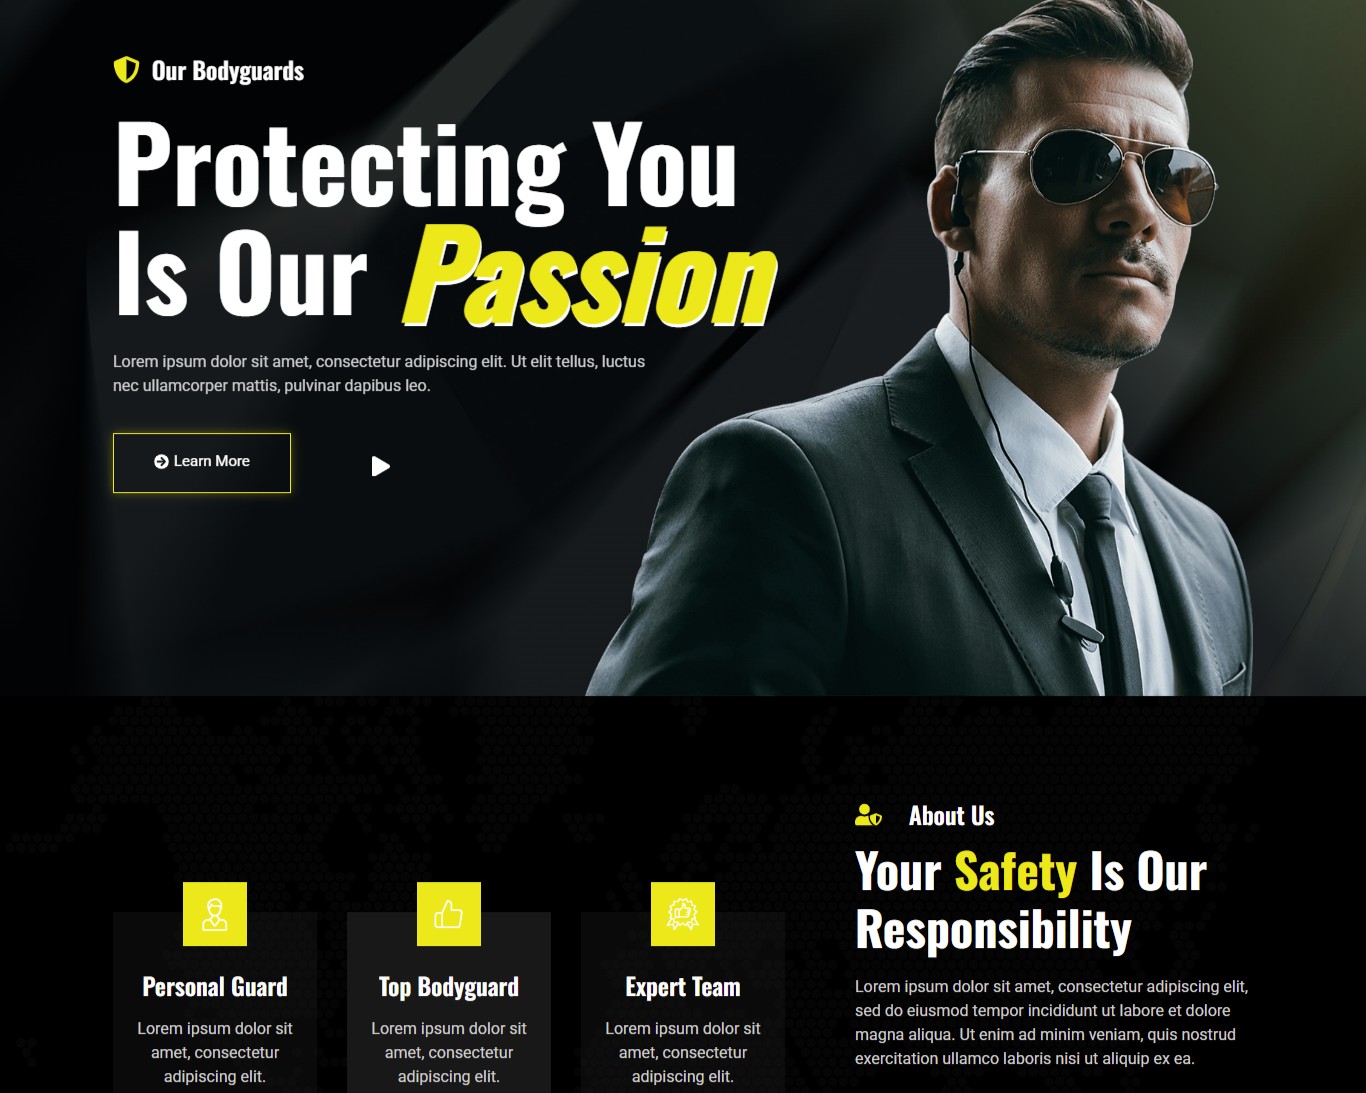 Our Bodyguards
Protecting You
Is Our Passion
Lorem ipsum dolor sit amet, consectetur adipiscing elit. Ut elit tellus, luctus
nec ullamcorper mattis, pulvinar dapibus leo.
Learn More
About Us
Your Safety Is Our
Responsibility
Lorem ipsum dolor sit amet, consectetur adipiscing elit,
sed do eiusmod tempor incididunt ut labore et dolore
magna aliqua. Ut enim ad minim veniam, quis nostrud
exercitation ullamco laboris nisi ut aliquip ex ea.
Personal Guard
Lorem ipsum dolor sit
amet, consectetur
adipiscing elit.
Top Bodyguard
Lorem ipsum dolor sit
amet, consectetur
adipiscing elit.
Expert Team
Lorem ipsum dolor sit
amet, consectetur
adipiscing elit.